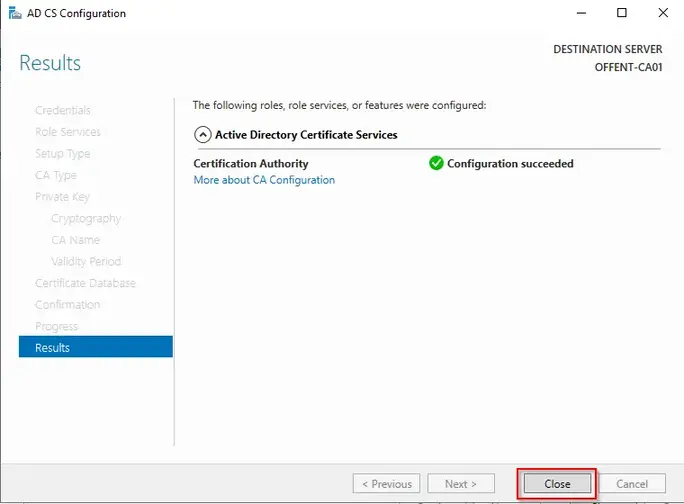 AD CS Configuration
Results
DESTINATION SERVER
OFFENT-CA01
Credentials
Role Services
Setup Type
CA Type
Private Key
Cryptography
CA Name
Validity Period
Certificate Database
Confirmation
Progress
Results
The following roles, role services, or features were configured:
Active Directory Certificate Services
Certification Authority Configuration succeeded
More about CA Configuration
< Previous Next > Close Cancel